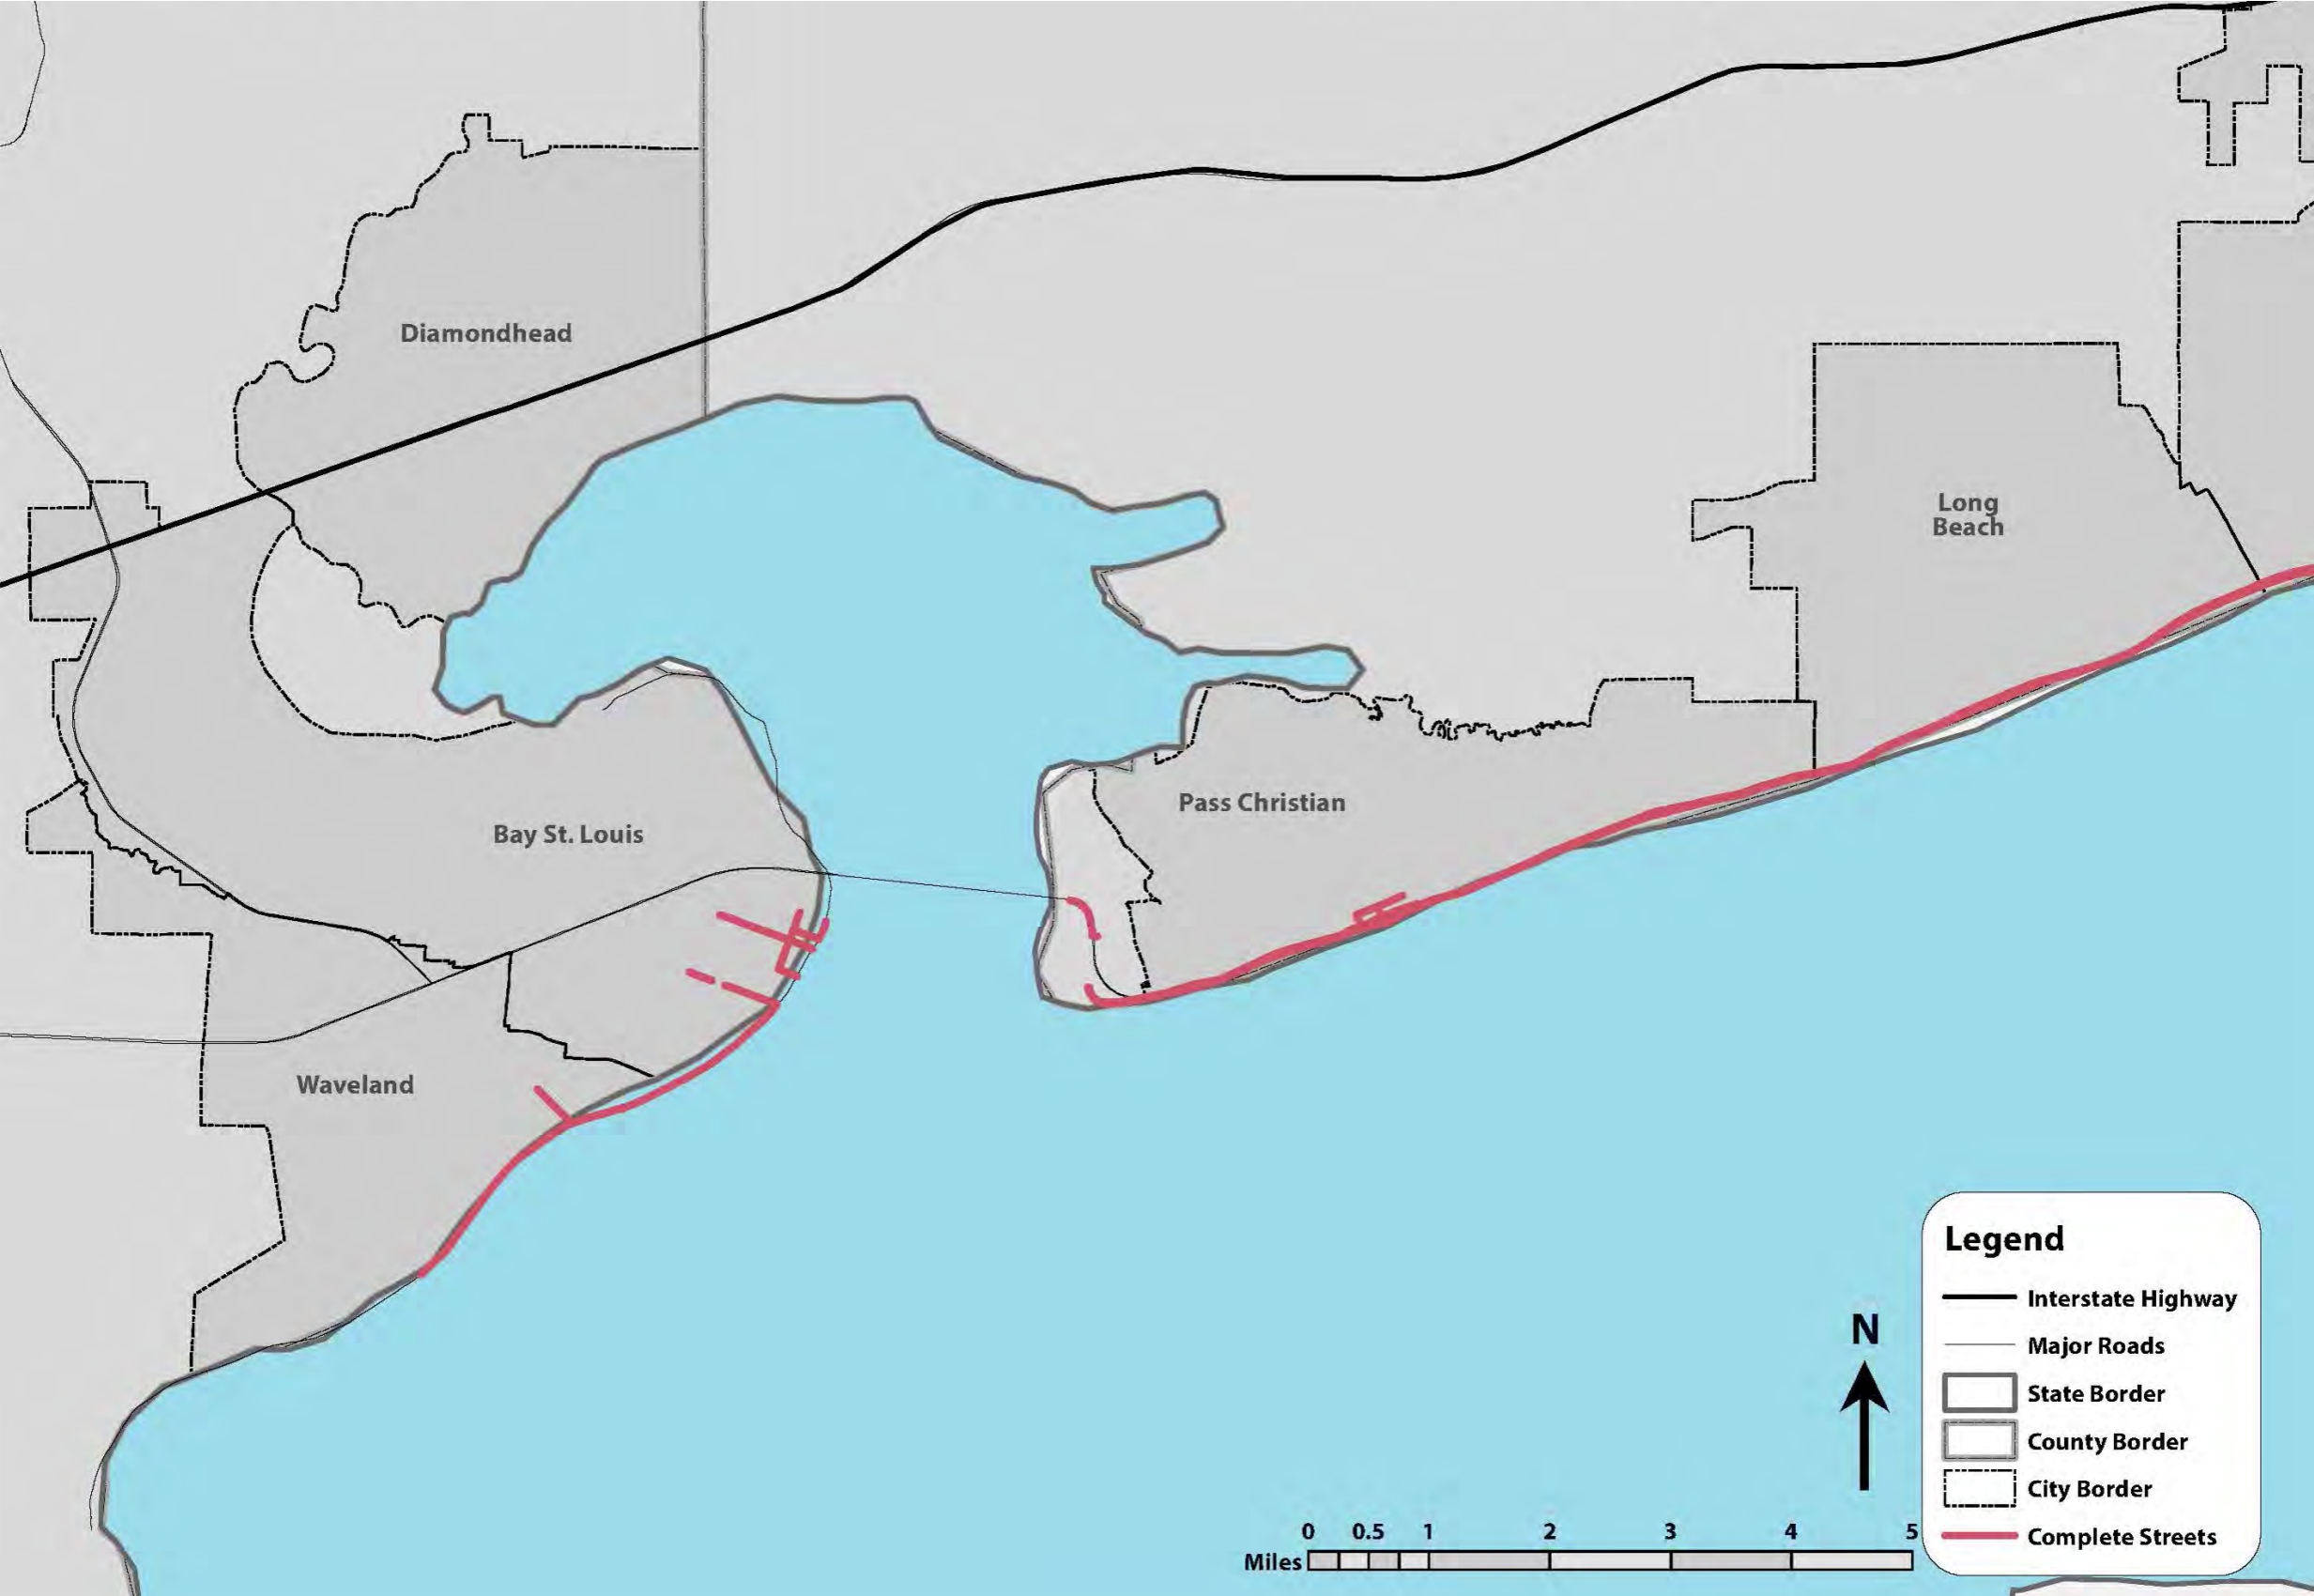 Diamondhead
Long
Beach
Pass Christian
Bay St. Louis
Waveland
Legend
Interstate Highway
Major Roads
State Border
County Border
City Border
Complete Streets
N
0 0.5 1 2 3 4 5
Miles